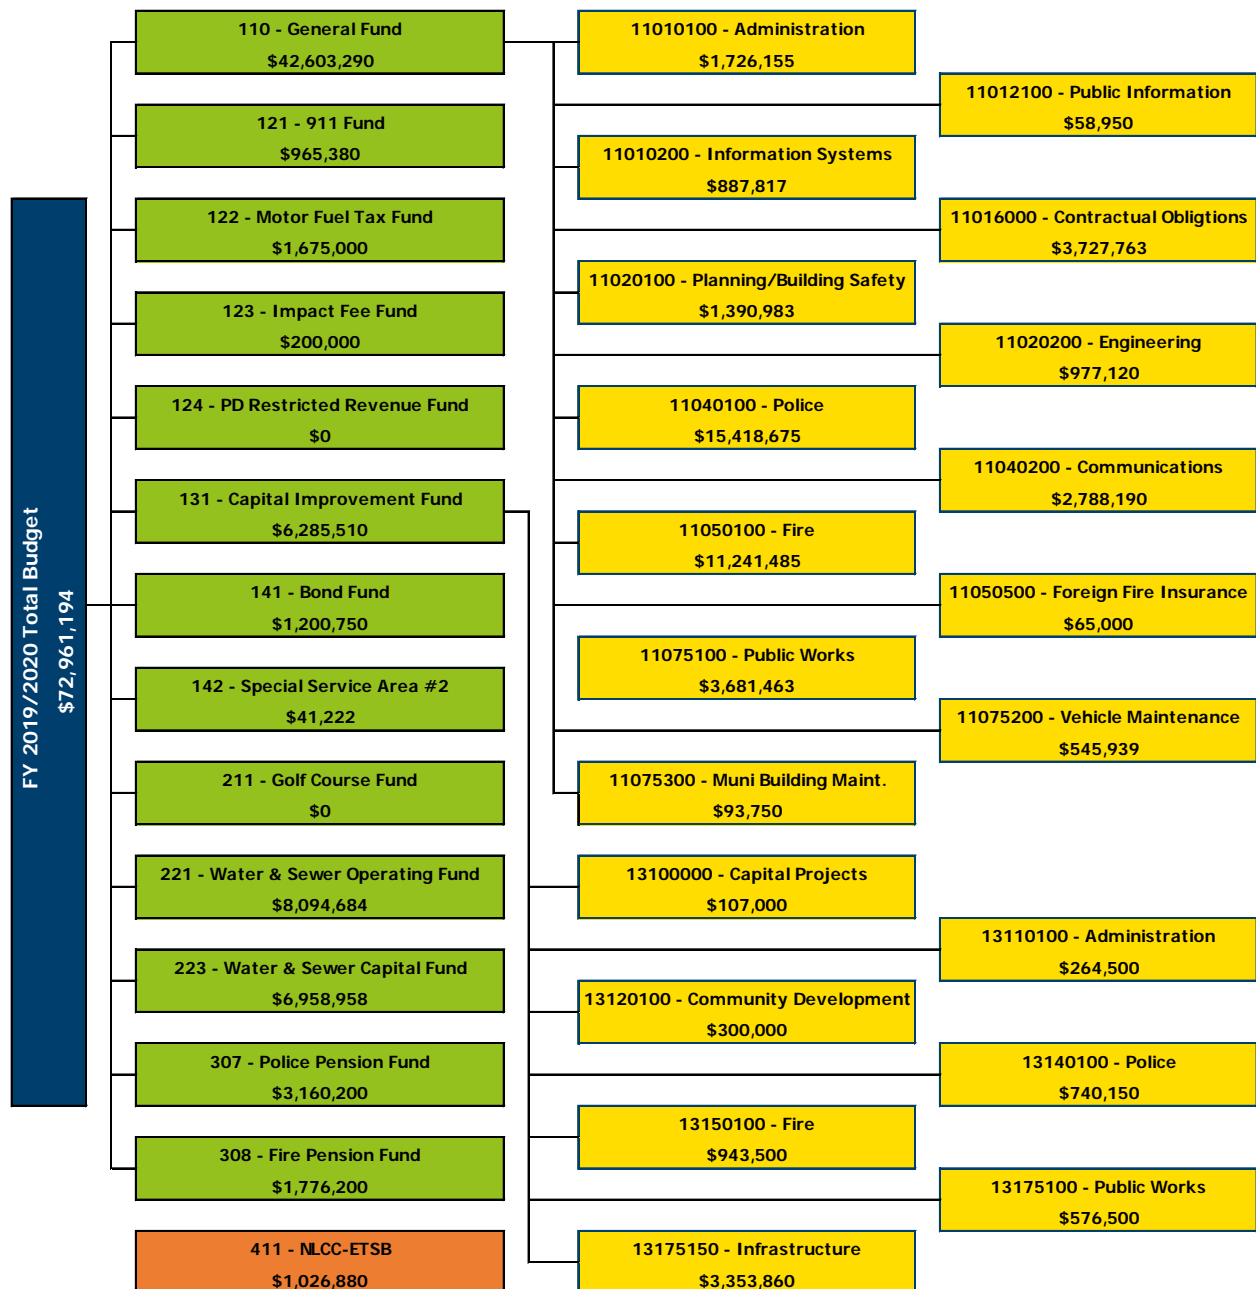 FY 2019/2020 Total Budget
$72,961,194
110 - General Fund
$42,603,290
121 - 911 Fund
$965,380
122 - Motor Fuel Tax Fund
$1,675,000
123 - Impact Fee Fund
$200,000
124 - PD Restricted Revenue Fund
$0
131 - Capital Improvement Fund
$6,285,510
141 - Bond Fund
$1,200,750
142 - Special Service Area #2
$41,222
211 - Golf Course Fund
$0
221 - Water & Sewer Operating Fund
$8,094,684
223 - Water & Sewer Capital Fund
$6,958,958
307 - Police Pension Fund
$3,160,200
308 - Fire Pension Fund
$1,776,200
411 - NLCC-ETSB
$1,026,880
11010100 - Administration
$1,726,155
11012100 - Public Information
$58,950
11010200 - Information Systems
$887,817
11016000 - Contractual Obligtions
$3,727,763
11020100 - Planning/Building Safety
$1,390,983
11020200 - Engineering
$977,120
11040100 - Police
$15,418,675
11040200 - Communications
$2,788,190
11050100 - Fire
$11,241,485
11050500 - Foreign Fire Insurance
$65,000
11075100 - Public Works
$3,681,463
11075200 - Vehicle Maintenance
$545,939
11075300 - Muni Building Maint.
$93,750
13100000 - Capital Projects
$107,000
13110100 - Administration
$264,500
13120100 - Community Development
$300,000
13140100 - Police
$740,150
13150100 - Fire
$943,500
13175100 - Public Works
$576,500
13175150 - Infrastructure
$3,353,860